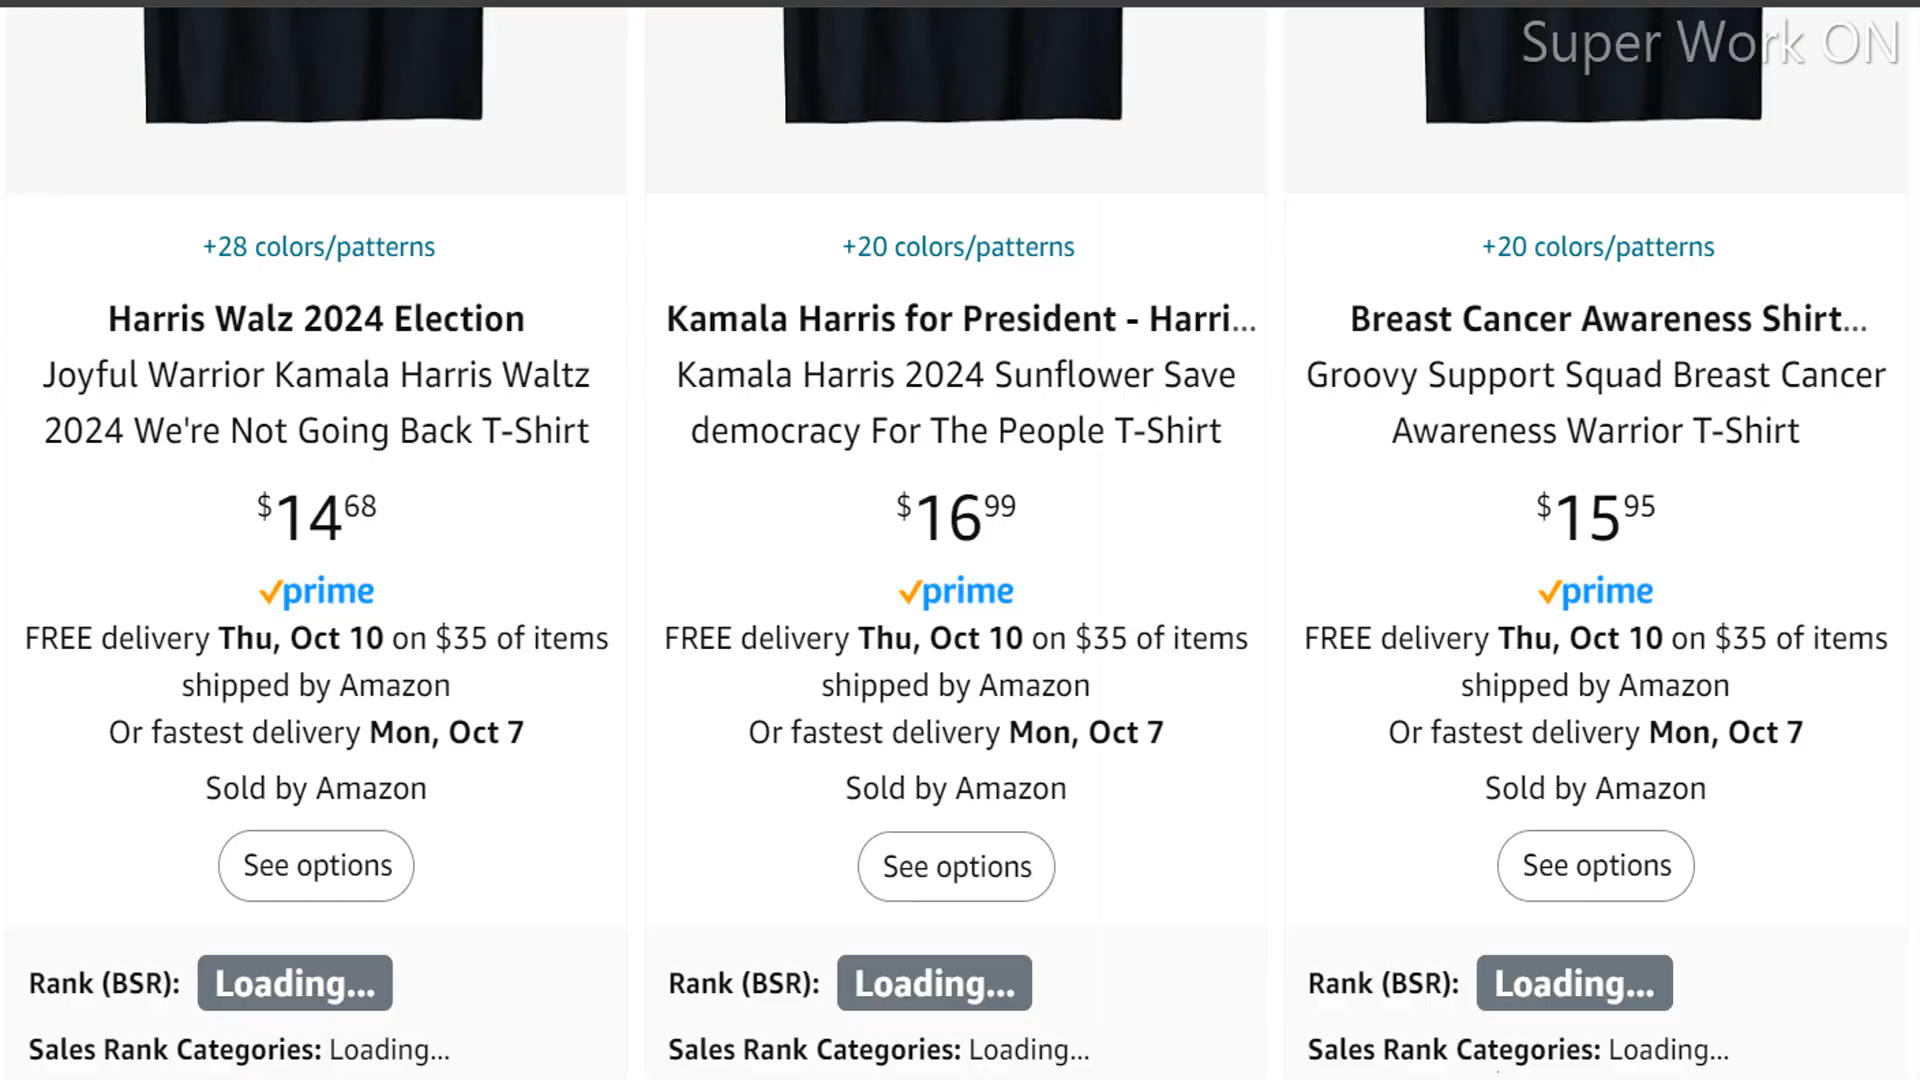 Super Work ON
+28 colors/patterns
Harris Walz 2024 Election
Joyful Warrior Kamala Harris Waltz
2024 We're Not Going Back T-Shirt
$14 68
prime
FREE delivery Thu, Oct 10 on $35 of items
shipped by Amazon
Or fastest delivery Mon, Oct 7
Sold by Amazon
See options
Rank (BSR): Loading...
Sales Rank Categories: Loading...
+20 colors/patterns
Kamala Harris for President - Harri...
Kamala Harris 2024 Sunflower Save
democracy For The People T-Shirt
$16 99
prime
FREE delivery Thu, Oct 10 on $35 of items
shipped by Amazon
Or fastest delivery Mon, Oct 7
Sold by Amazon
See options
Rank (BSR): Loading...
Sales Rank Categories: Loading...
+20 colors/patterns
Breast Cancer Awareness Shirt...
Groovy Support Squad Breast Cancer
Awareness Warrior T-Shirt
$15 95
prime
FREE delivery Thu, Oct 10 on $35 of items
shipped by Amazon
Or fastest delivery Mon, Oct 7
Sold by Amazon
See options
Rank (BSR): Loading...
Sales Rank Categories: Loading...